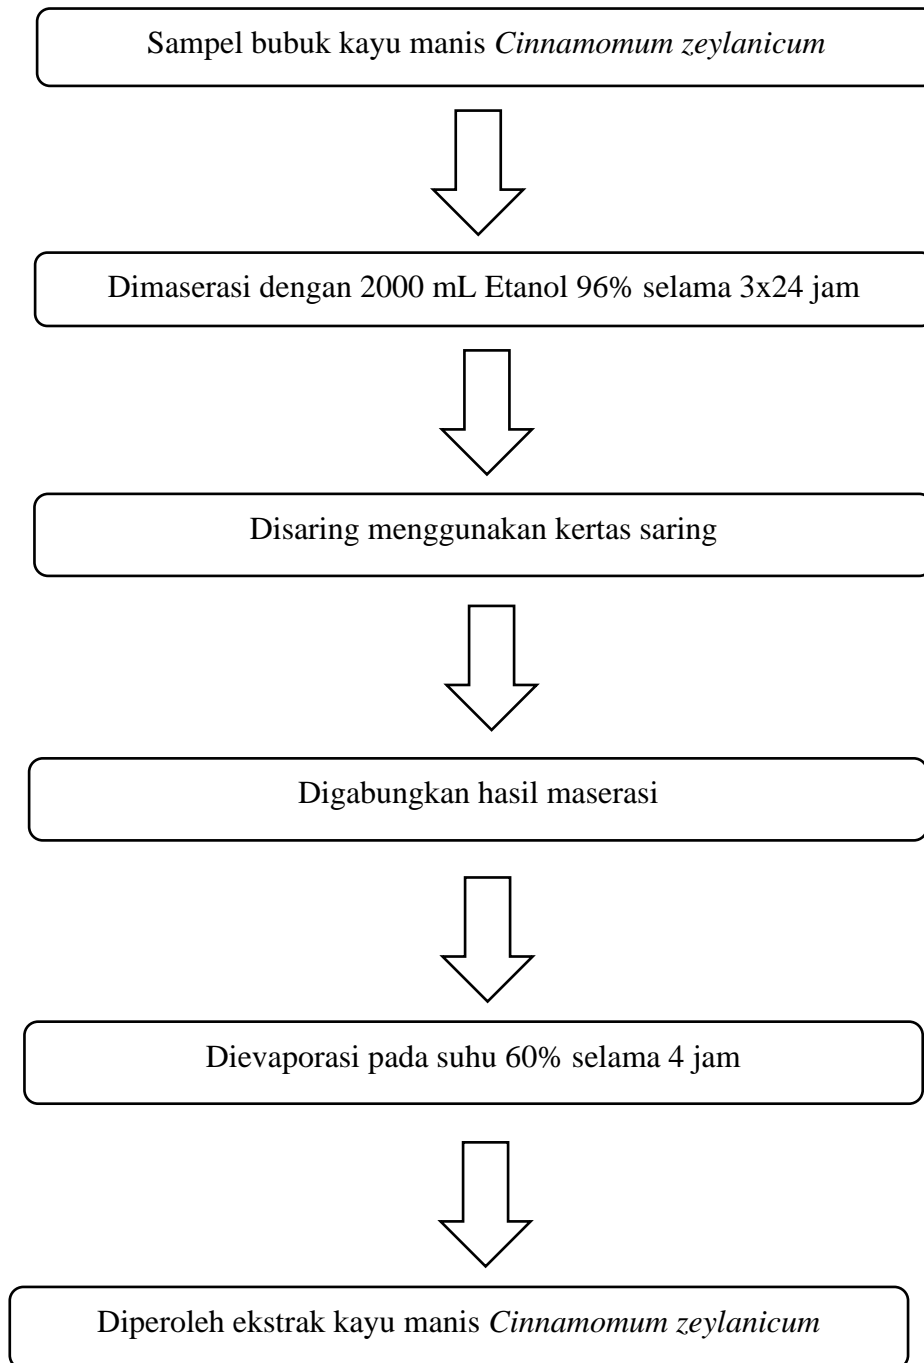 Sampel bubuk kayu manis Cinnamomum zeylanicum
Dimaserasi dengan 2000 mL Etanol 96% selama 3x24 jam
Disaring menggunakan kertas saring
Digabungkan hasil maserasi
Dievaporasi pada suhu 60% selama 4 jam
Diperoleh ekstrak kayu manis Cinnamomum zeylanicum